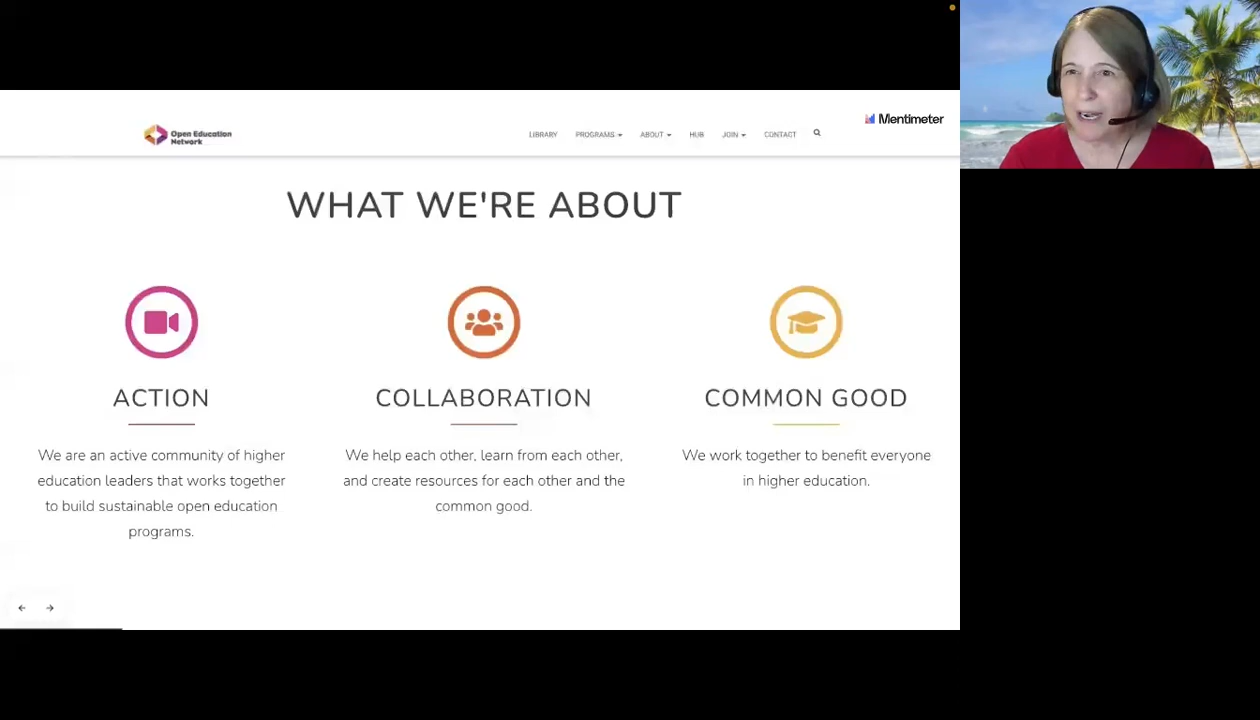 Open Education
Network
LIBRARY PROGRAMS ABOUT HUB JOIN CONTACT
Mentimeter
WHAT WE'RE ABOUT
ACTION
We are an active community of higher
education leaders that works together
to build sustainable open education
programs.
COLLABORATION
We help each other, learn from each other,
and create resources for each other and the
common good.
COMMON GOOD
We work together to benefit everyone
in higher education.